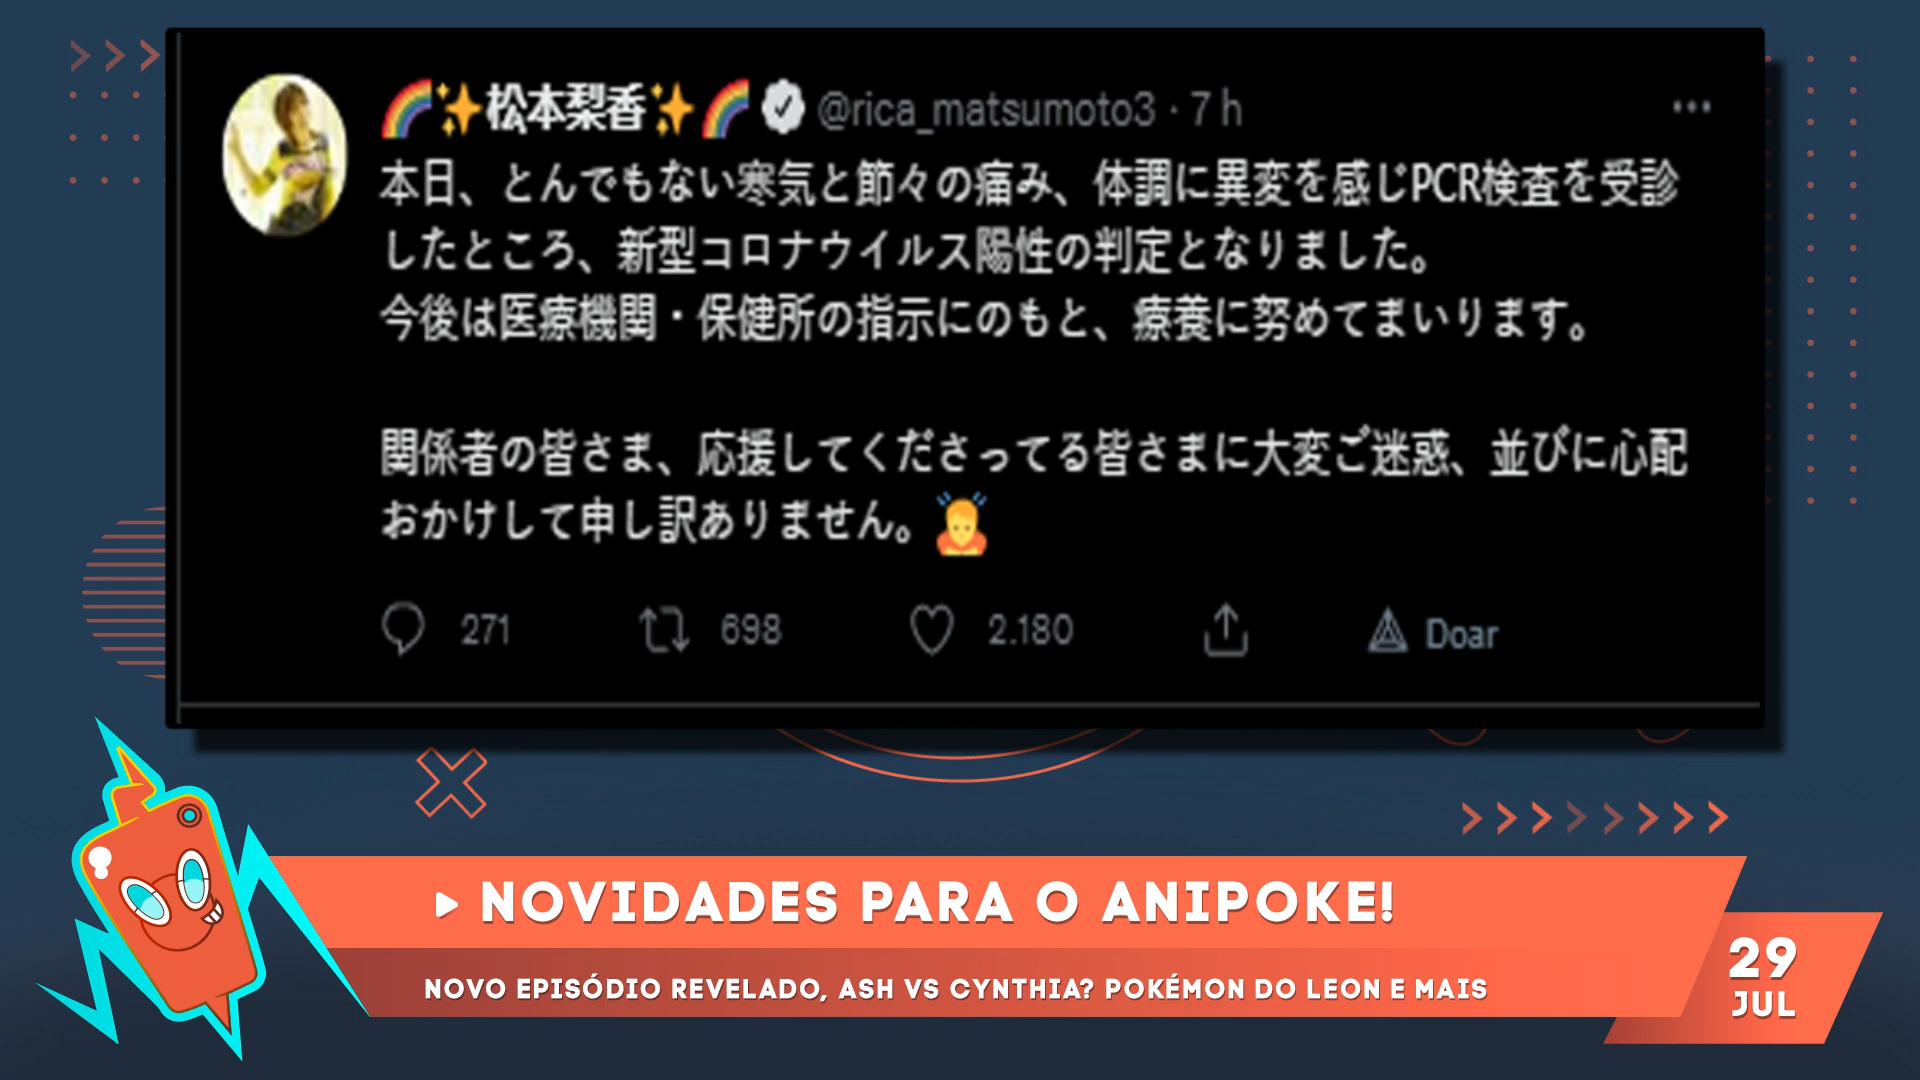 🌈✨松本梨香✨🌈 @rica_matsumoto3 · 7 h
本日、とんでもない寒気と節々の痛み、体調に異変を感じPCR検査を受診
したところ、新型コロナウイルス陽性の判定となりました。
今後は医療機関・保健所の指示にのもと、療養に努めてまいります。
関係者の皆さま、応援してくださってる皆さまに大変ご迷惑、並びに心配
おかけして申し訳ありません。🙇
271 698 2.180 Doar
NOVIDADES PARA O ANIPOKE!
NOVO EPISÓDIO REVELADO, ASH VS CYNTHIA? POKÉMON DO LEON E MAIS
29
JUL